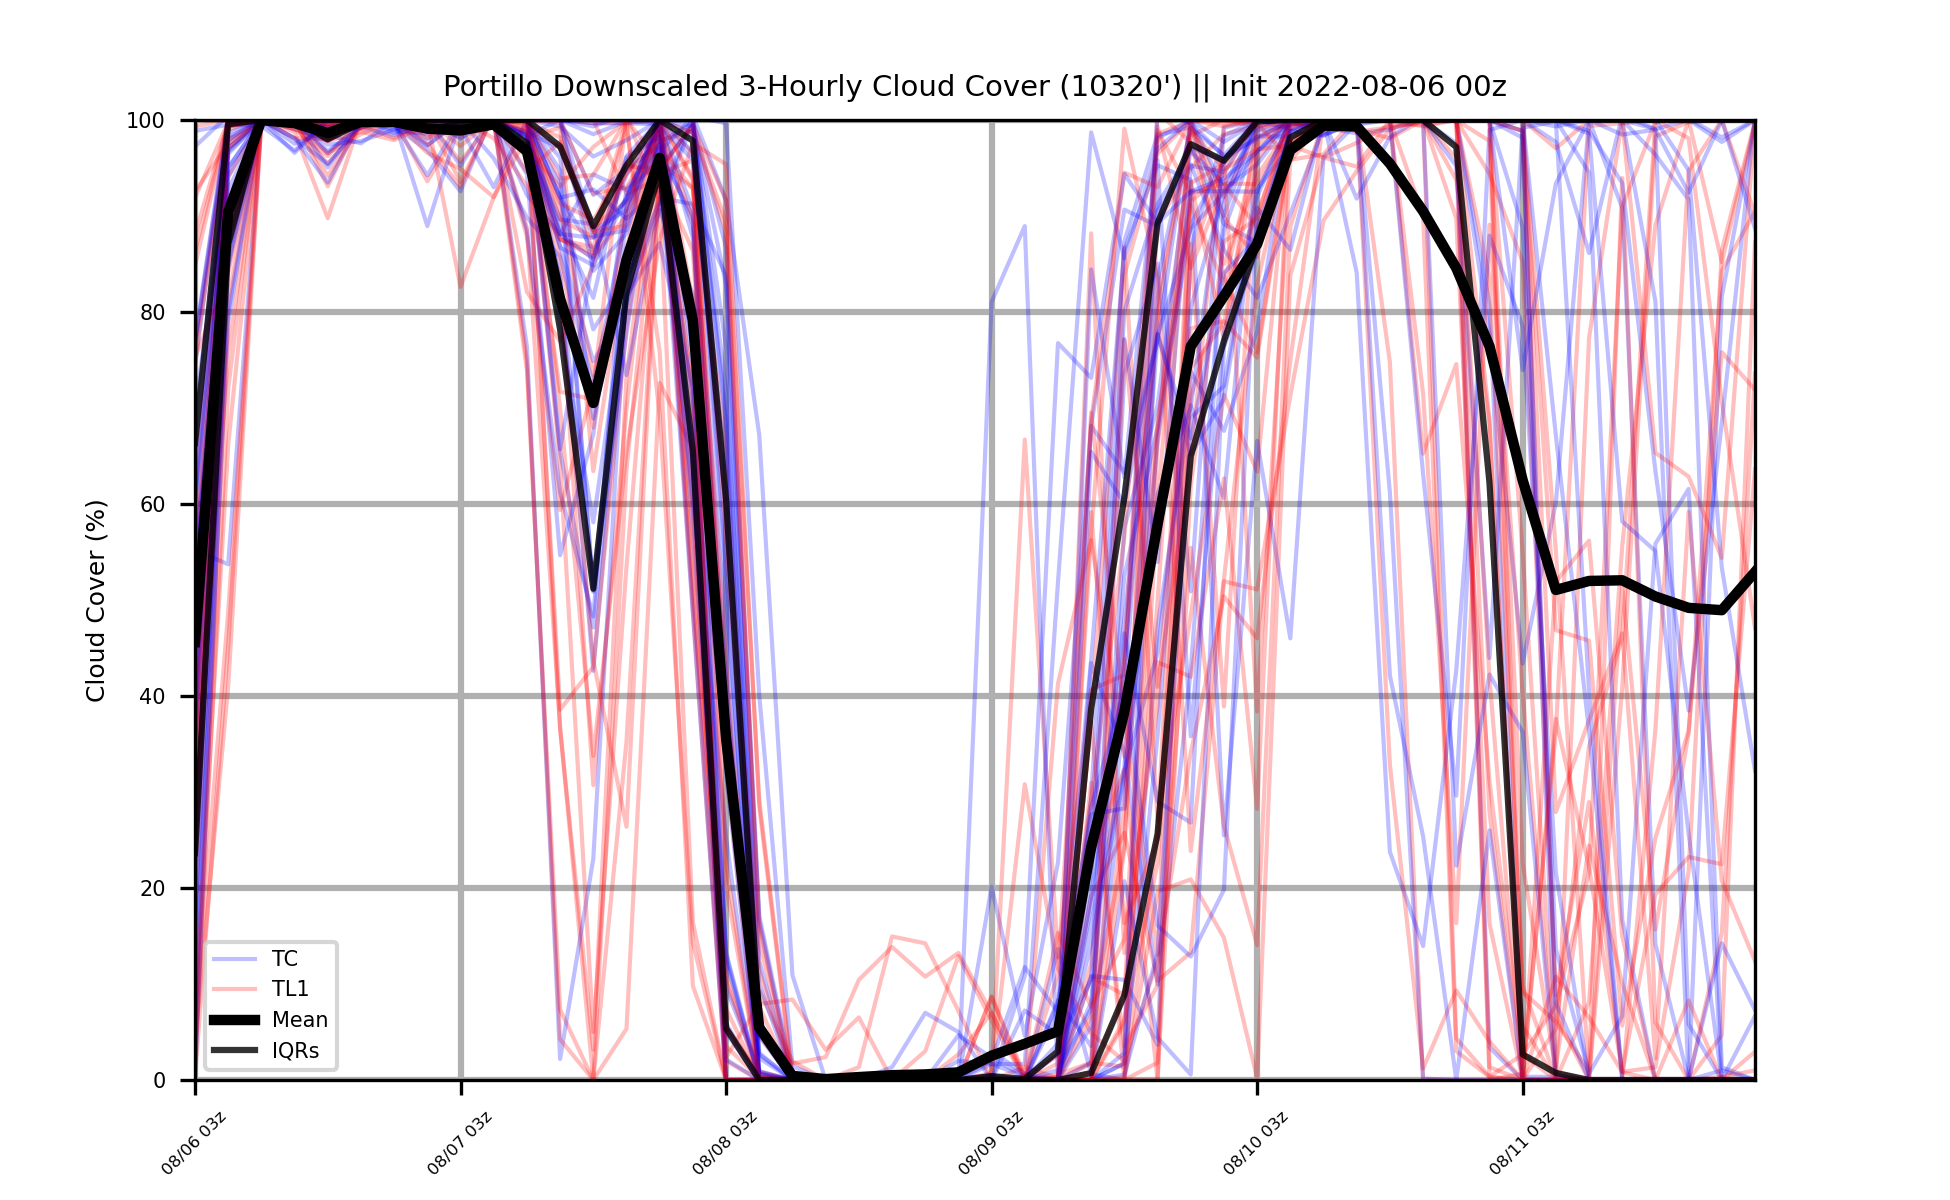 Portillo Downscaled 3-Hourly Cloud Cover (10320') || Init 2022-08-06 00z
Cloud Cover (%)
100
80
60
40
20
0
TC
TL1
Mean
IQRs
08/06 03z
08/07 03z
08/08 03z
08/09 03z
08/10 03z
08/11 03z